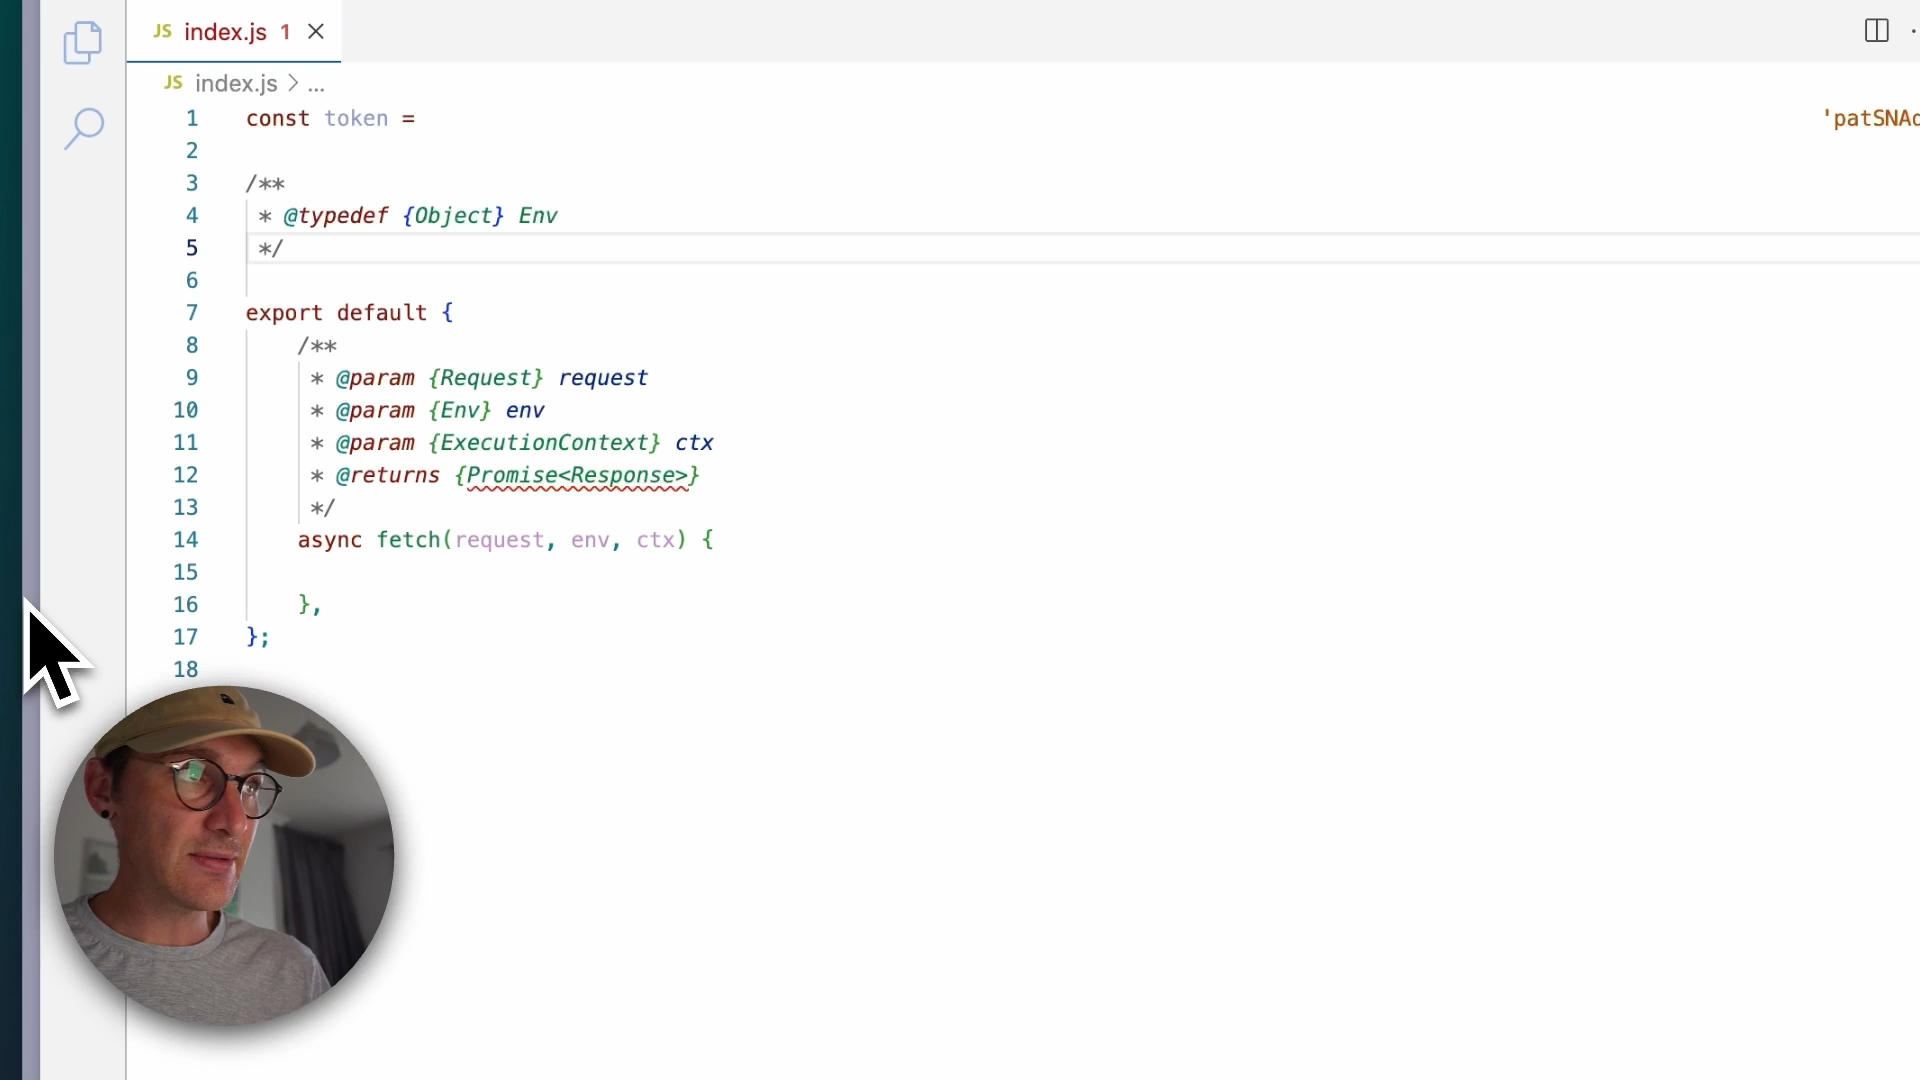 JS index.js 1
JS index.js > ...
1 const token = 
2
3 /**
4 * @typedef {Object} Env
5 */
6
7 export default {
8 /**
9 * @param {Request} request
10 * @param {Env} env
11 * @param {ExecutionContext} ctx
12 * @returns {Promise<Response>}
13 */
14 async fetch(request, env, ctx) {
15
16 },
17 };
18